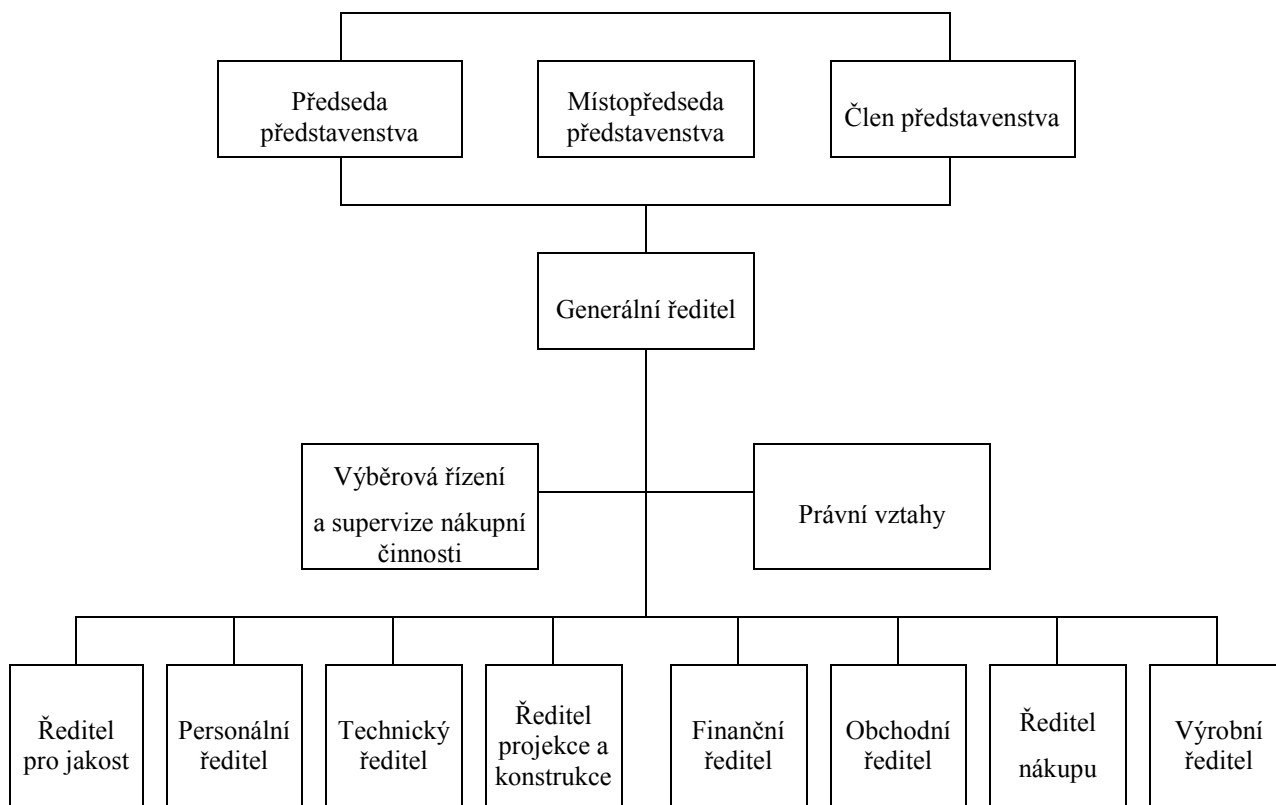 Předseda
představenstva
Místopředseda
představenstva
Člen představenstva
Generální ředitel
Výběrová řízení
a supervize nákupní
činnosti
Právní vztahy
Ředitel
pro jakost
Personální
ředitel
Technický
ředitel
Ředitel
projekce a
konstrukce
Finanční
ředitel
Obchodní
ředitel
Ředitel
nákupu
Výrobní
ředitel